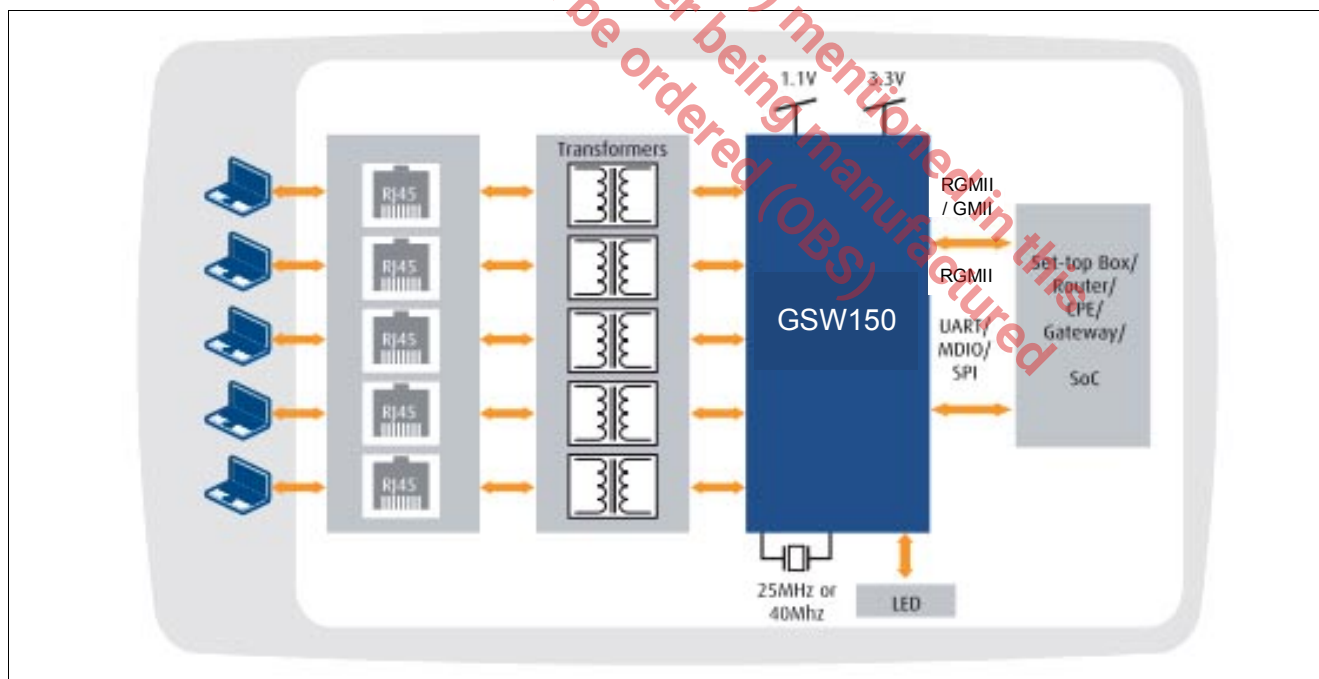 ) mentioned in this
er being manufactured
be ordered (OBS)
1.1V
3.3V
Transformers
RJ45
RJ45
RJ45
RJ45
RJ45
GSW150
RGMII
/ GMII
RGMII
UART/
MDIO/
SPI
Set-top Box/
Router/
CPE/
Gateway/
SoC
25MHz or
40Mhz
LED